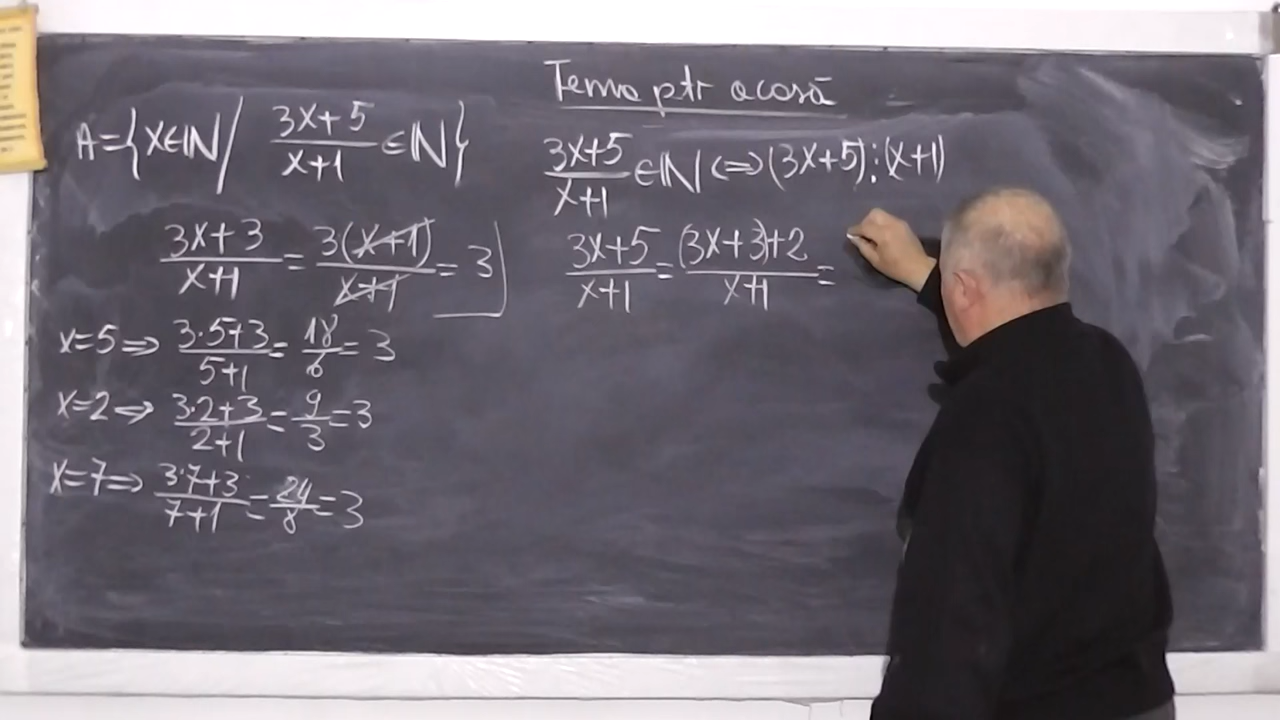 Tema ptr acasă
A={x∈ℕ / (3x+5)/(x+1) ∈ℕ}
(3x+3)/(x+1) = 3(x+1)/(x+1) = 3
x=5 ⇒ (3·5+3)/(5+1) = 18/6 = 3
x=2 ⇒ (3·2+3)/(2+1) = 9/3 = 3
x=7 ⇒ (3·7+3)/(7+1) = 24/8 = 3
(3x+5)/(x+1) ∈ℕ ⇔ (3x+5)⋮(x+1)
(3x+5)/(x+1) = ((3x+3)+2)/(x+1) =